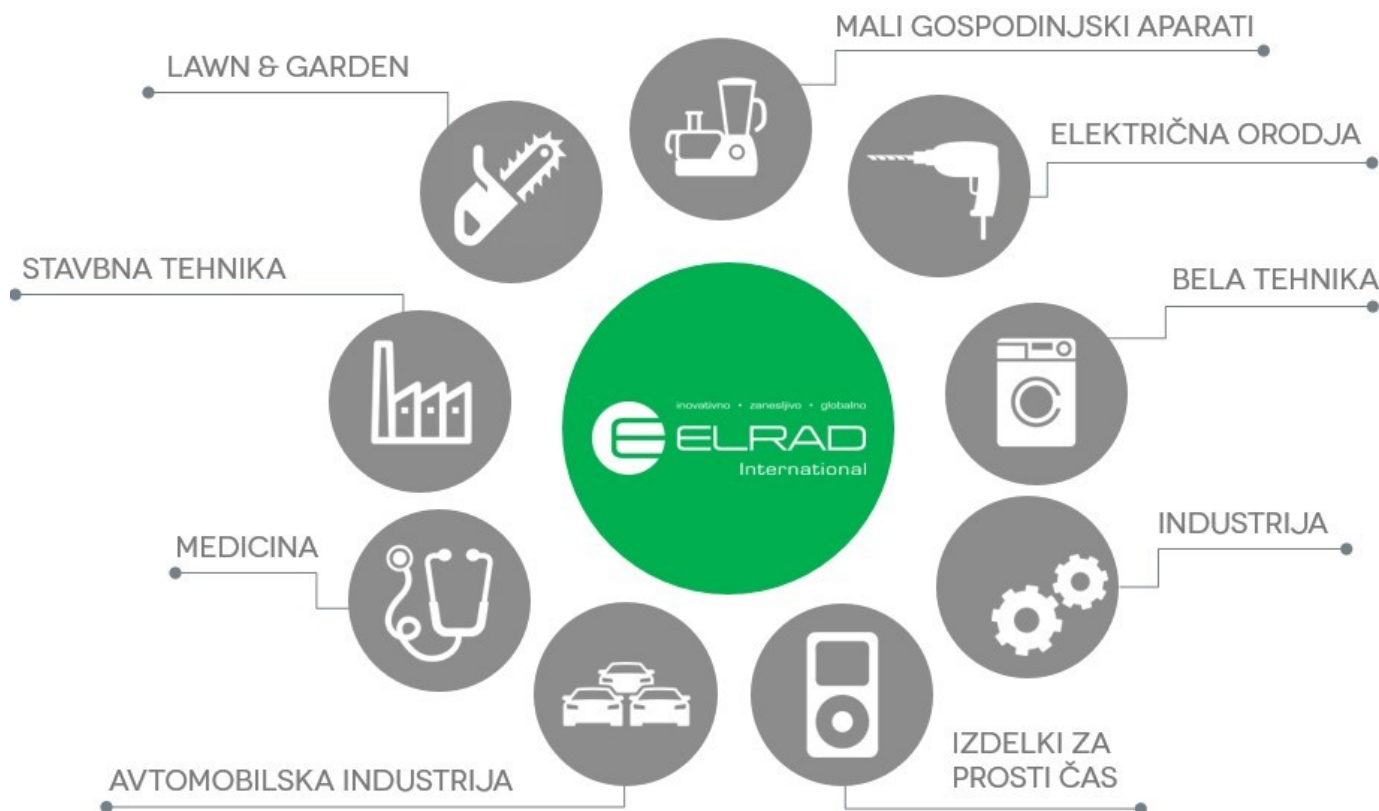 MALI GOSPODINJSKI APARATI
LAWN & GARDEN
ELEKTRIČNA ORODJA
STAVBNA TEHNIKA
BELA TEHNIKA
inovativno • zanesljivo • globalno
ELRAD
International
INDUSTRIJA
MEDICINA
IZDELKI ZA
PROSTI ČAS
AVTOMOBILSKA INDUSTRIJA